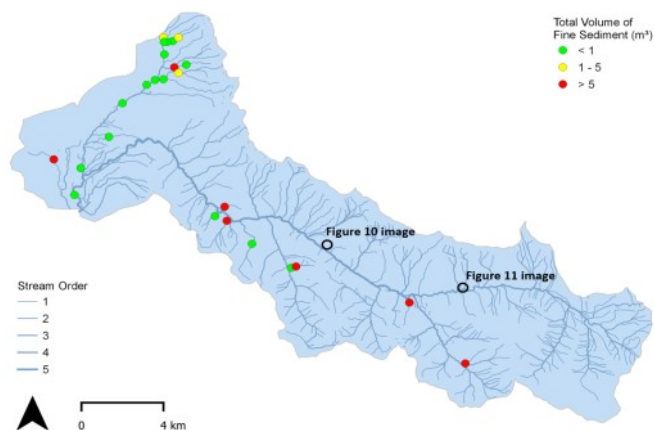 Total Volume of
Fine Sediment (m³)
< 1
1 - 5
> 5
Figure 10 image
Figure 11 image
Stream Order
1
2
3
4
5
0 4 km